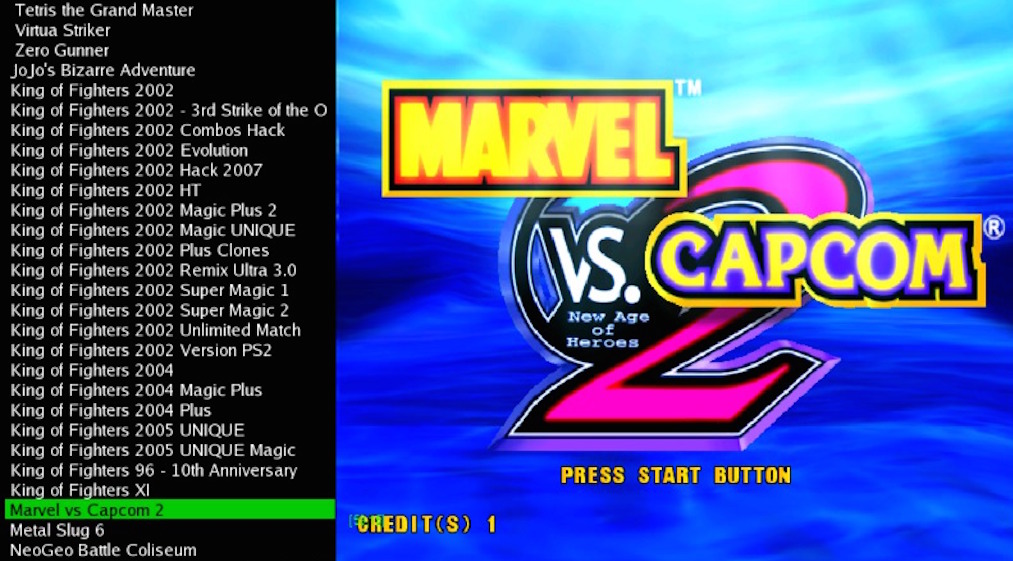 Tetris the Grand Master
Virtua Striker
Zero Gunner
JoJo's Bizarre Adventure
King of Fighters 2002
King of Fighters 2002 - 3rd Strike of the O
King of Fighters 2002 Combos Hack
King of Fighters 2002 Evolution
King of Fighters 2002 Hack 2007
King of Fighters 2002 HT
King of Fighters 2002 Magic Plus 2
King of Fighters 2002 Magic UNIQUE
King of Fighters 2002 Plus Clones
King of Fighters 2002 Remix Ultra 3.0
King of Fighters 2002 Super Magic 1
King of Fighters 2002 Super Magic 2
King of Fighters 2002 Unlimited Match
King of Fighters 2002 Version PS2
King of Fighters 2004
King of Fighters 2004 Magic Plus
King of Fighters 2004 Plus
King of Fighters 2005 UNIQUE
King of Fighters 2005 UNIQUE Magic
King of Fighters 96 - 10th Anniversary
King of Fighters XI
Marvel vs Capcom 2
Metal Slug 6
NeoGeo Battle Coliseum
MARVEL™
VS. CAPCOM®
2
New Age
of
Heroes
PRESS START BUTTON
CREDIT(S) 1